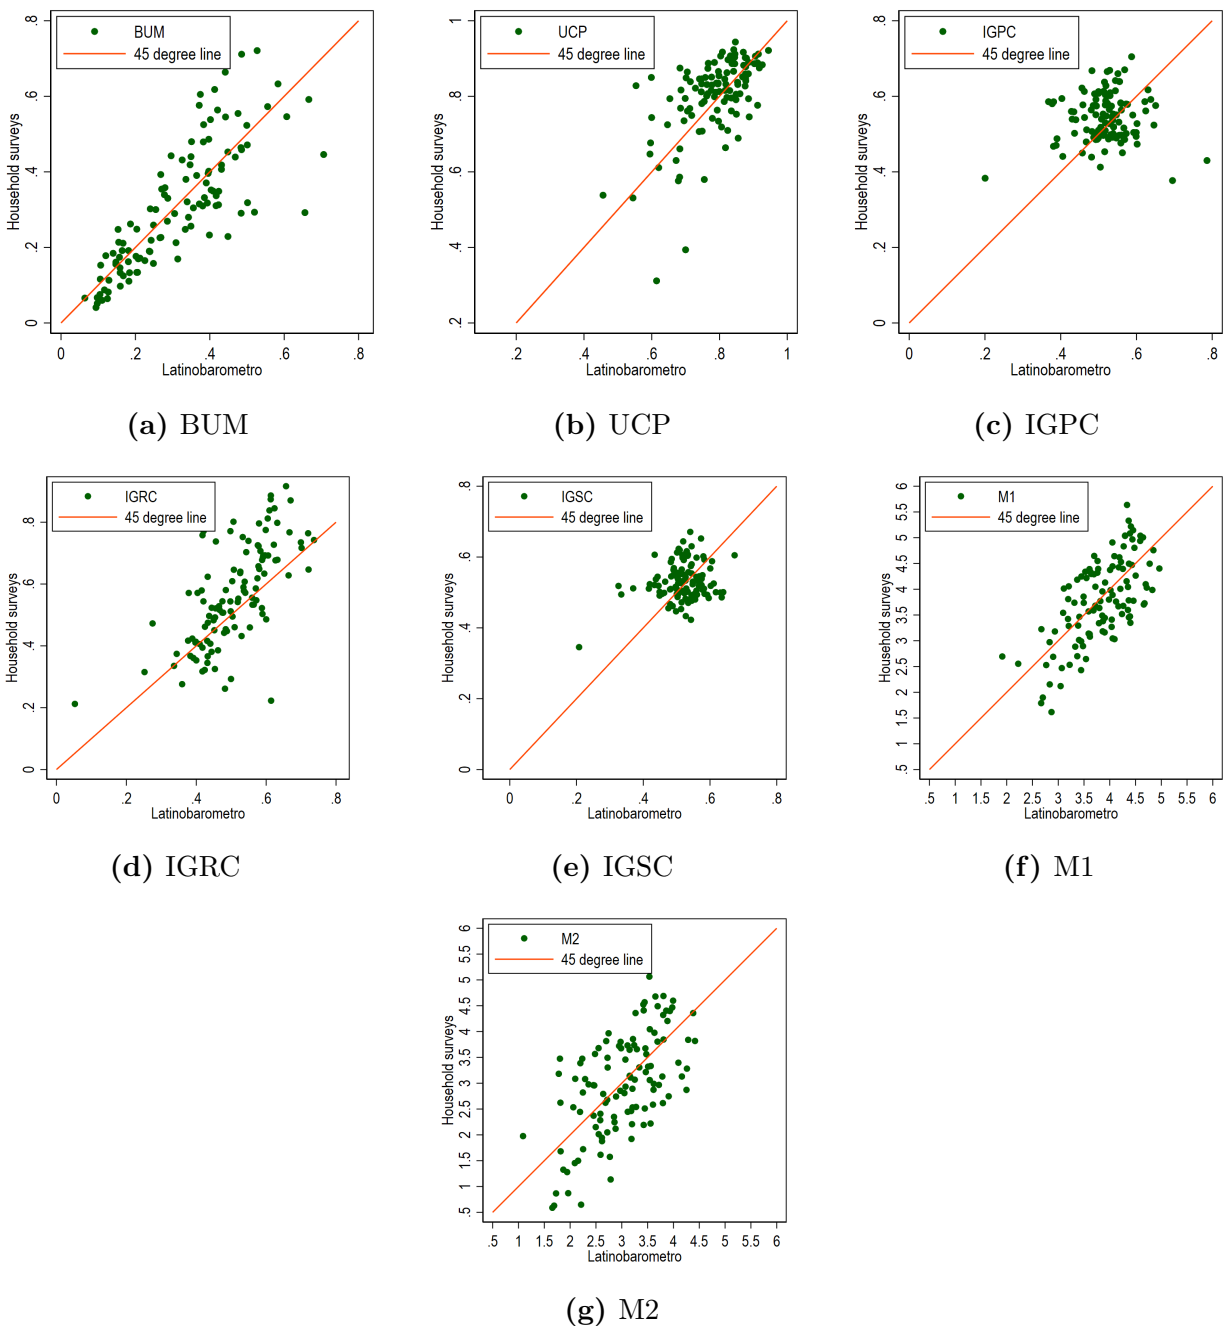 BUM
45 degree line
Household surveys
0 .2 .4 .6 .8
0 .2 .4 .6 .8
Latinobarometro
(a) BUM
UCP
45 degree line
Household surveys
.2 .4 .6 .8 1
.2 .4 .6 .8 1
Latinobarometro
(b) UCP
IGPC
45 degree line
Household surveys
0 .2 .4 .6 .8
0 .2 .4 .6 .8
Latinobarometro
(c) IGPC
IGRC
45 degree line
Household surveys
0 .2 .4 .6 .8
0 .2 .4 .6 .8
Latinobarometro
(d) IGRC
IGSC
45 degree line
Household surveys
0 .2 .4 .6 .8
0 .2 .4 .6 .8
Latinobarometro
(e) IGSC
M1
45 degree line
Household surveys
.5 1 1.5 2 2.5 3 3.5 4 4.5 5 5.5 6
.5 1 1.5 2 2.5 3 3.5 4 4.5 5 5.5 6
Latinobarometro
(f) M1
M2
45 degree line
Household surveys
.5 1 1.5 2 2.5 3 3.5 4 4.5 5 5.5 6
.5 1 1.5 2 2.5 3 3.5 4 4.5 5 5.5 6
Latinobarometro
(g) M2